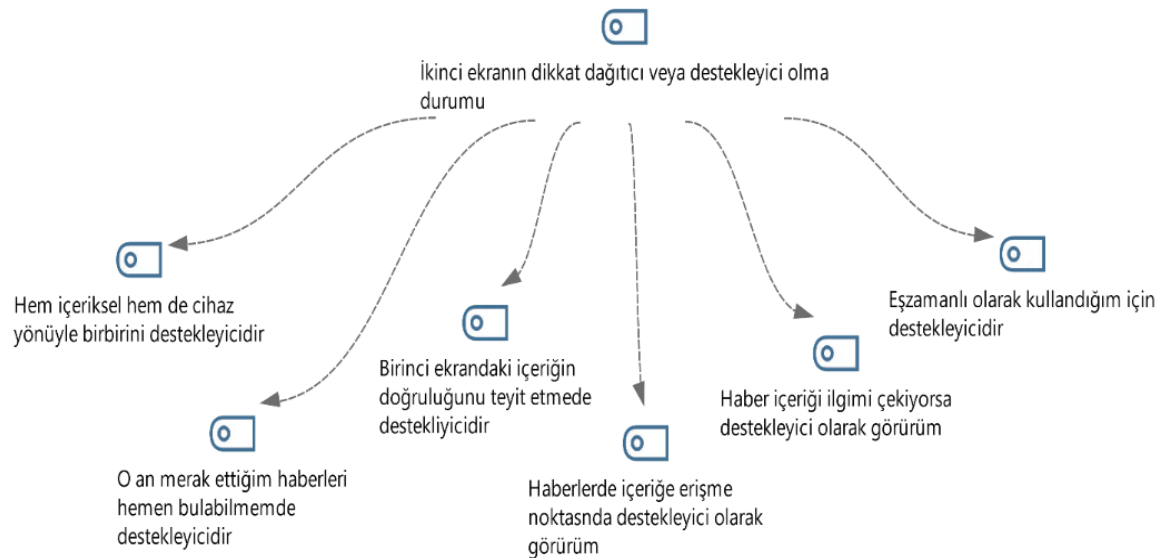 İkinci ekranın dikkat dağıtıcı veya destekleyici olma
durumu
Hem içeriksel hem de cihaz
yönüyle birbirini destekleyicidir
O an merak ettiğim haberleri
hemen bulabilmemde
destekleyicidir
Birinci ekrandaki içeriğin
doğruluğunu teyit etmede
destekliyicidir
Haberlerde içeriğe erişme
noktasnda destekleyici olarak
görürüm
Haber içeriği ilgimi çekiyorsa
destekleyici olarak görürüm
Eşzamanlı olarak kullandığım için
destekleyicidir